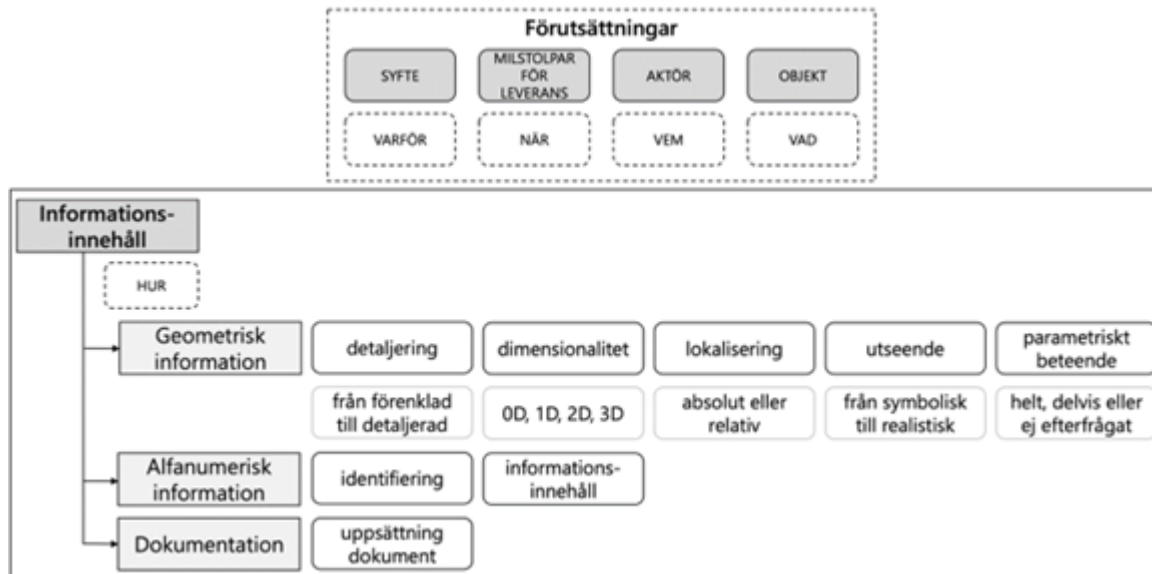 Förutsättningar
SYFTE
MILSTOLPAR
FÖR
LEVERANS
AKTÖR
OBJEKT
VARFÖR
NÄR
VEM
VAD
Informations-
innehåll
HUR
Geometrisk
information
detaljering
dimensionalitet
lokalisering
utseende
parametriskt
beteende
från förenklad
till detaljerad
0D, 1D, 2D, 3D
absolut eller
relativ
från symbolisk
till realistisk
helt, delvis eller
ej efterfrågat
Alfanumerisk
information
identifiering
informations-
innehåll
Dokumentation
uppsättning
dokument